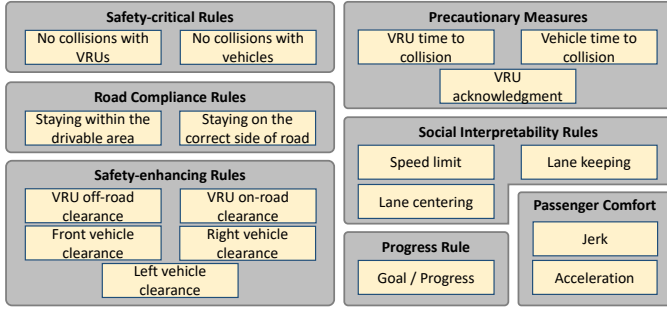 Safety-critical Rules
No collisions with
VRUs
No collisions with
vehicles
Road Compliance Rules
Staying within the
drivable area
Staying on the
correct side of road
Safety-enhancing Rules
VRU off-road
clearance
VRU on-road
clearance
Front vehicle
clearance
Right vehicle
clearance
Left vehicle
clearance
Precautionary Measures
VRU time to
collision
Vehicle time to
collision
VRU
acknowledgment
Social Interpretability Rules
Speed limit
Lane keeping
Lane centering
Progress Rule
Goal / Progress
Passenger Comfort
Jerk
Acceleration